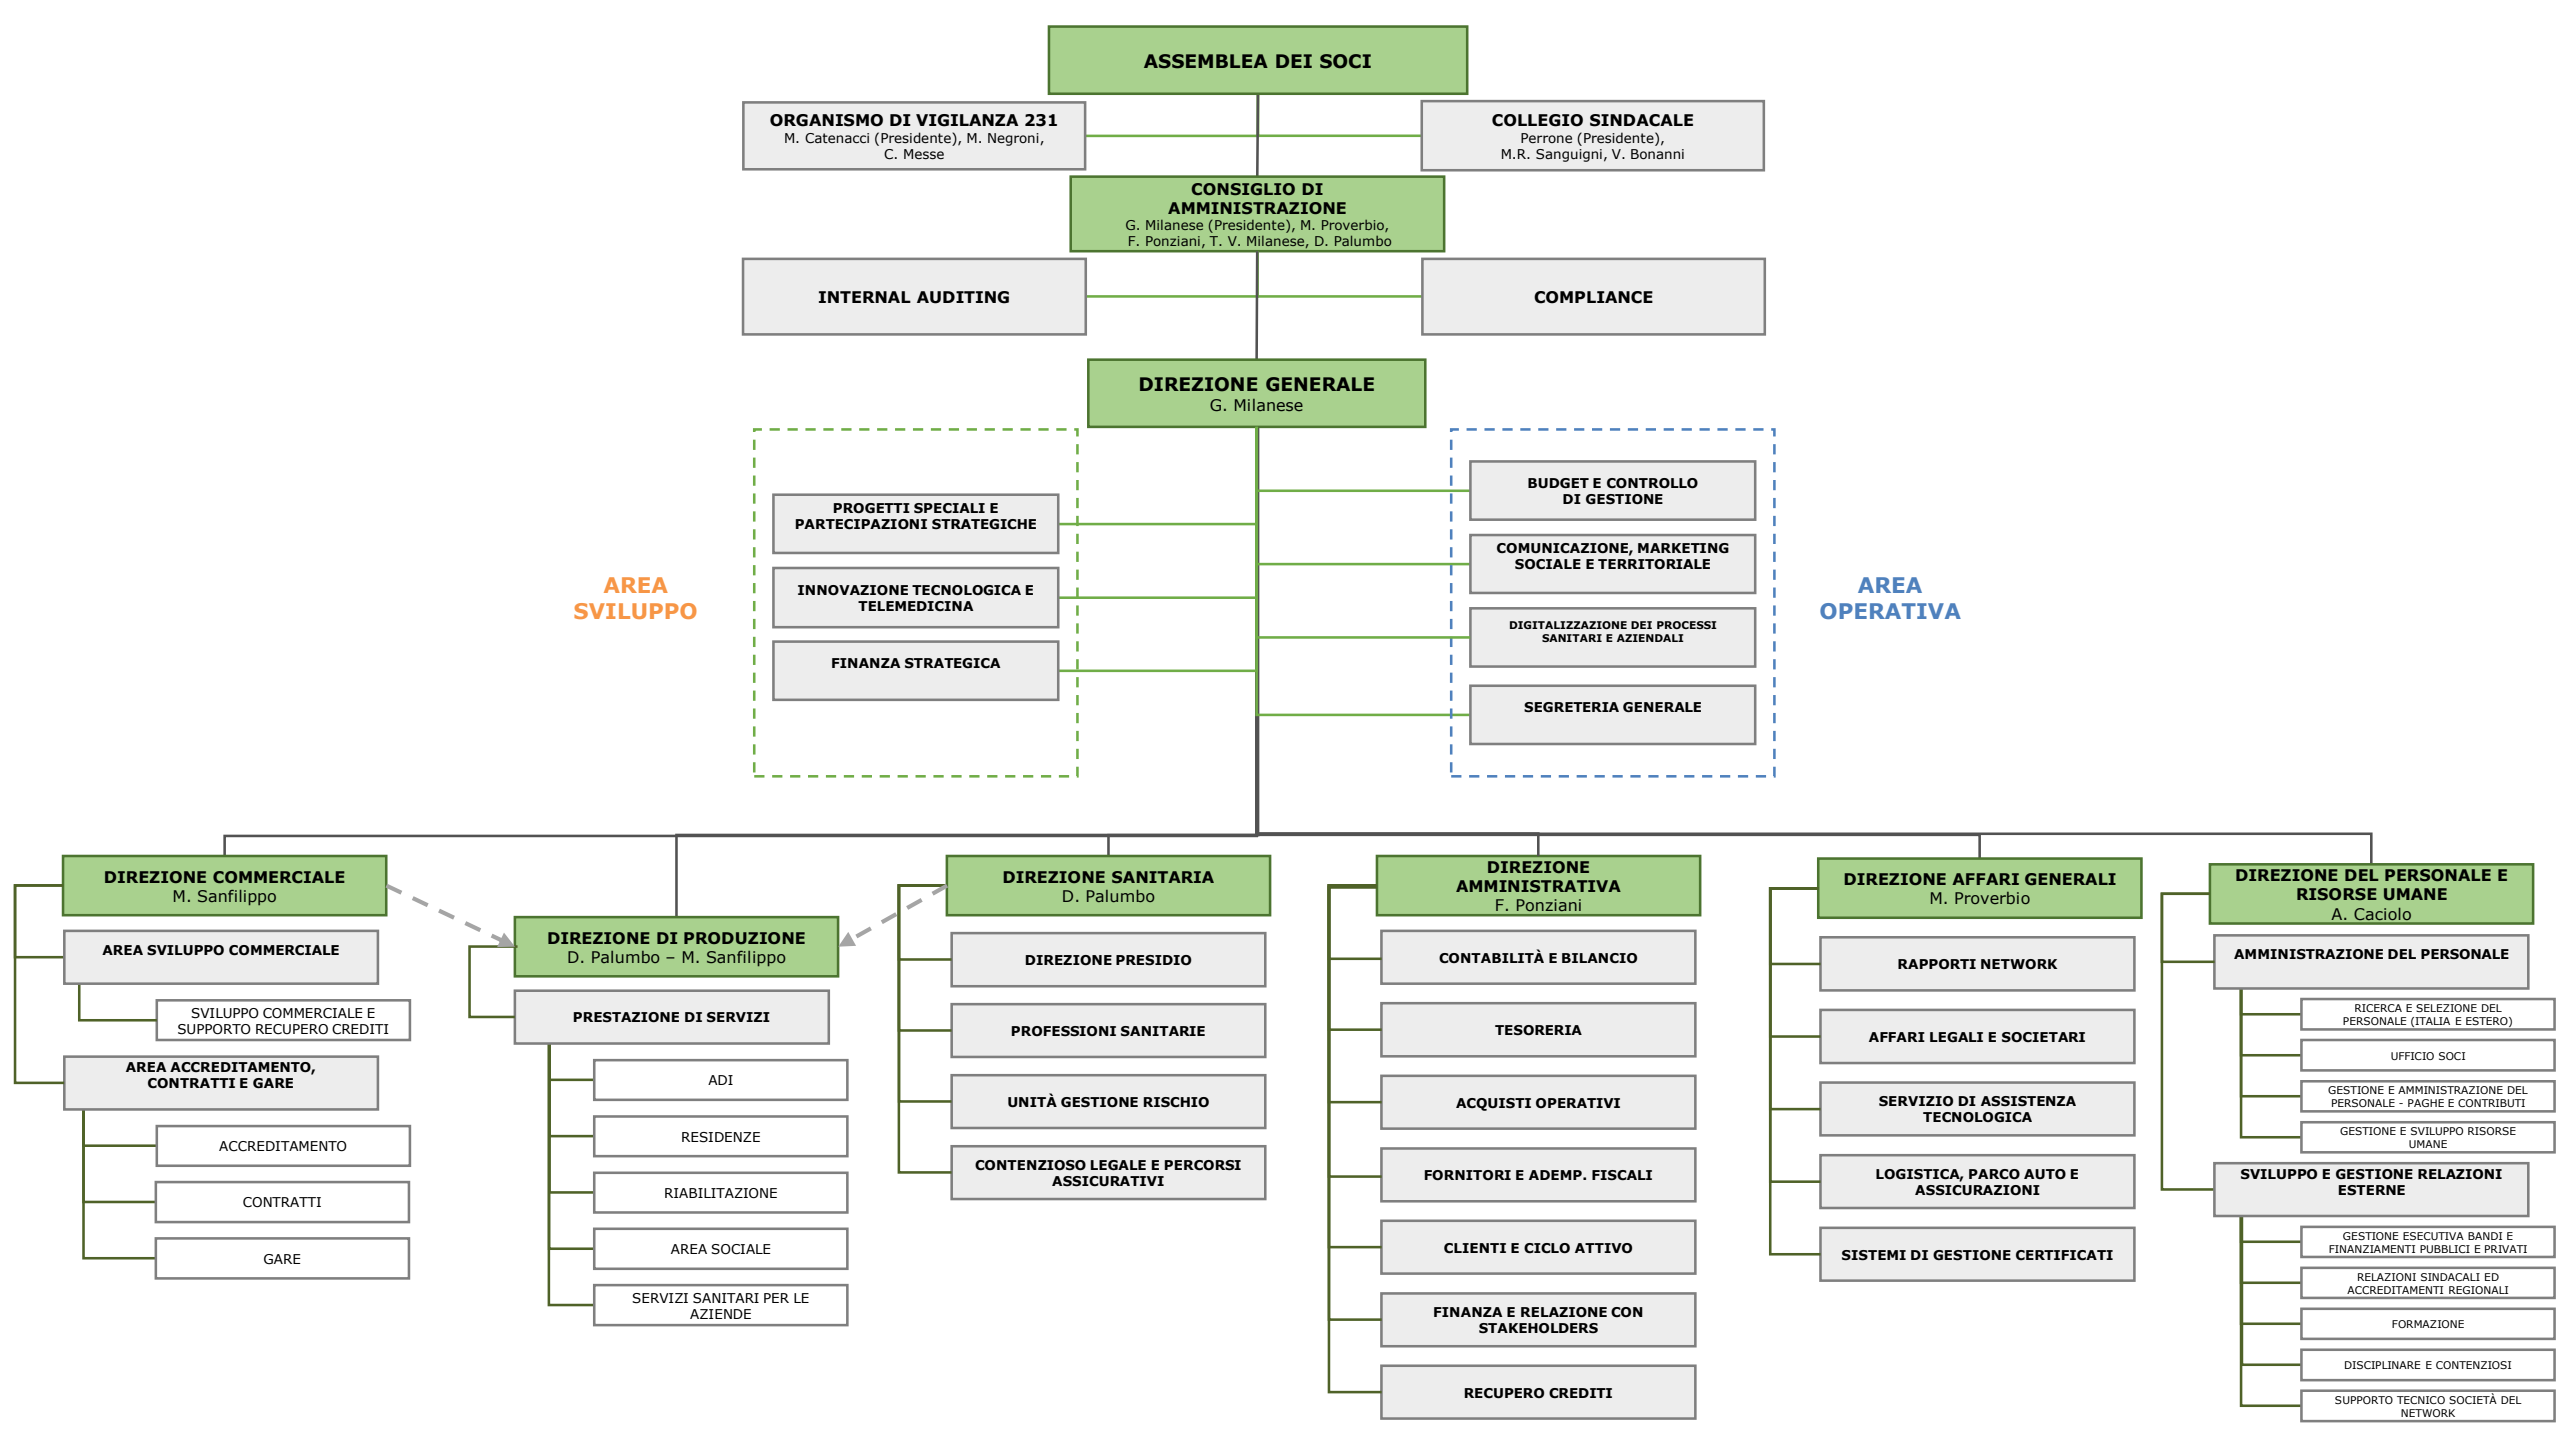 ASSEMBLEA DEI SOCI
ORGANISMO DI VIGILANZA 231
M. Catenacci (Presidente), M. Negroni,
C. Messe
COLLEGIO SINDACALE
Perrone (Presidente),
M.R. Sanguigni, V. Bonanni
CONSIGLIO DI
AMMINISTRAZIONE
G. Milanese (Presidente), M. Proverbio,
F. Ponziani, T. V. Milanese, D. Palumbo
INTERNAL AUDITING
COMPLIANCE
DIREZIONE GENERALE
G. Milanese
AREA
SVILUPPO
PROGETTI SPECIALI E
PARTECIPAZIONI STRATEGICHE
INNOVAZIONE TECNOLOGICA E
TELEMEDICINA
FINANZA STRATEGICA
BUDGET E CONTROLLO
DI GESTIONE
COMUNICAZIONE, MARKETING
SOCIALE E TERRITORIALE
DIGITALIZZAZIONE DEI PROCESSI
SANITARI E AZIENDALI
SEGRETERIA GENERALE
AREA
OPERATIVA
DIREZIONE COMMERCIALE
M. Sanfilippo
AREA SVILUPPO COMMERCIALE
SVILUPPO COMMERCIALE E
SUPPORTO RECUPERO CREDITI
AREA ACCREDITAMENTO,
CONTRATTI E GARE
ACCREDITAMENTO
CONTRATTI
GARE
DIREZIONE DI PRODUZIONE
D. Palumbo – M. Sanfilippo
PRESTAZIONE DI SERVIZI
ADI
RESIDENZE
RIABILITAZIONE
AREA SOCIALE
SERVIZI SANITARI PER LE
AZIENDE
DIREZIONE SANITARIA
D. Palumbo
DIREZIONE PRESIDIO
PROFESSIONI SANITARIE
UNITÀ GESTIONE RISCHIO
CONTENZIOSO LEGALE E PERCORSI
ASSICURATIVI
DIREZIONE
AMMINISTRATIVA
F. Ponziani
CONTABILITÀ E BILANCIO
TESORERIA
ACQUISTI OPERATIVI
FORNITORI E ADEMP. FISCALI
CLIENTI E CICLO ATTIVO
FINANZA E RELAZIONE CON
STAKEHOLDERS
RECUPERO CREDITI
DIREZIONE AFFARI GENERALI
M. Proverbio
RAPPORTI NETWORK
AFFARI LEGALI E SOCIETARI
SERVIZIO DI ASSISTENZA
TECNOLOGICA
LOGISTICA, PARCO AUTO E
ASSICURAZIONI
SISTEMI DI GESTIONE CERTIFICATI
DIREZIONE DEL PERSONALE E
RISORSE UMANE
A. Caciolo
AMMINISTRAZIONE DEL PERSONALE
RICERCA E SELEZIONE DEL
PERSONALE (ITALIA E ESTERO)
UFFICIO SOCI
GESTIONE E AMMINISTRAZIONE DEL
PERSONALE - PAGHE E CONTRIBUTI
GESTIONE E SVILUPPO RISORSE
UMANE
SVILUPPO E GESTIONE RELAZIONI
ESTERNE
GESTIONE ESECUTIVA BANDI E
FINANZIAMENTI PUBBLICI E PRIVATI
RELAZIONI SINDACALI ED
ACCREDITAMENTI REGIONALI
FORMAZIONE
DISCIPLINARE E CONTENZIOSI
SUPPORTO TECNICO SOCIETÀ DEL
NETWORK